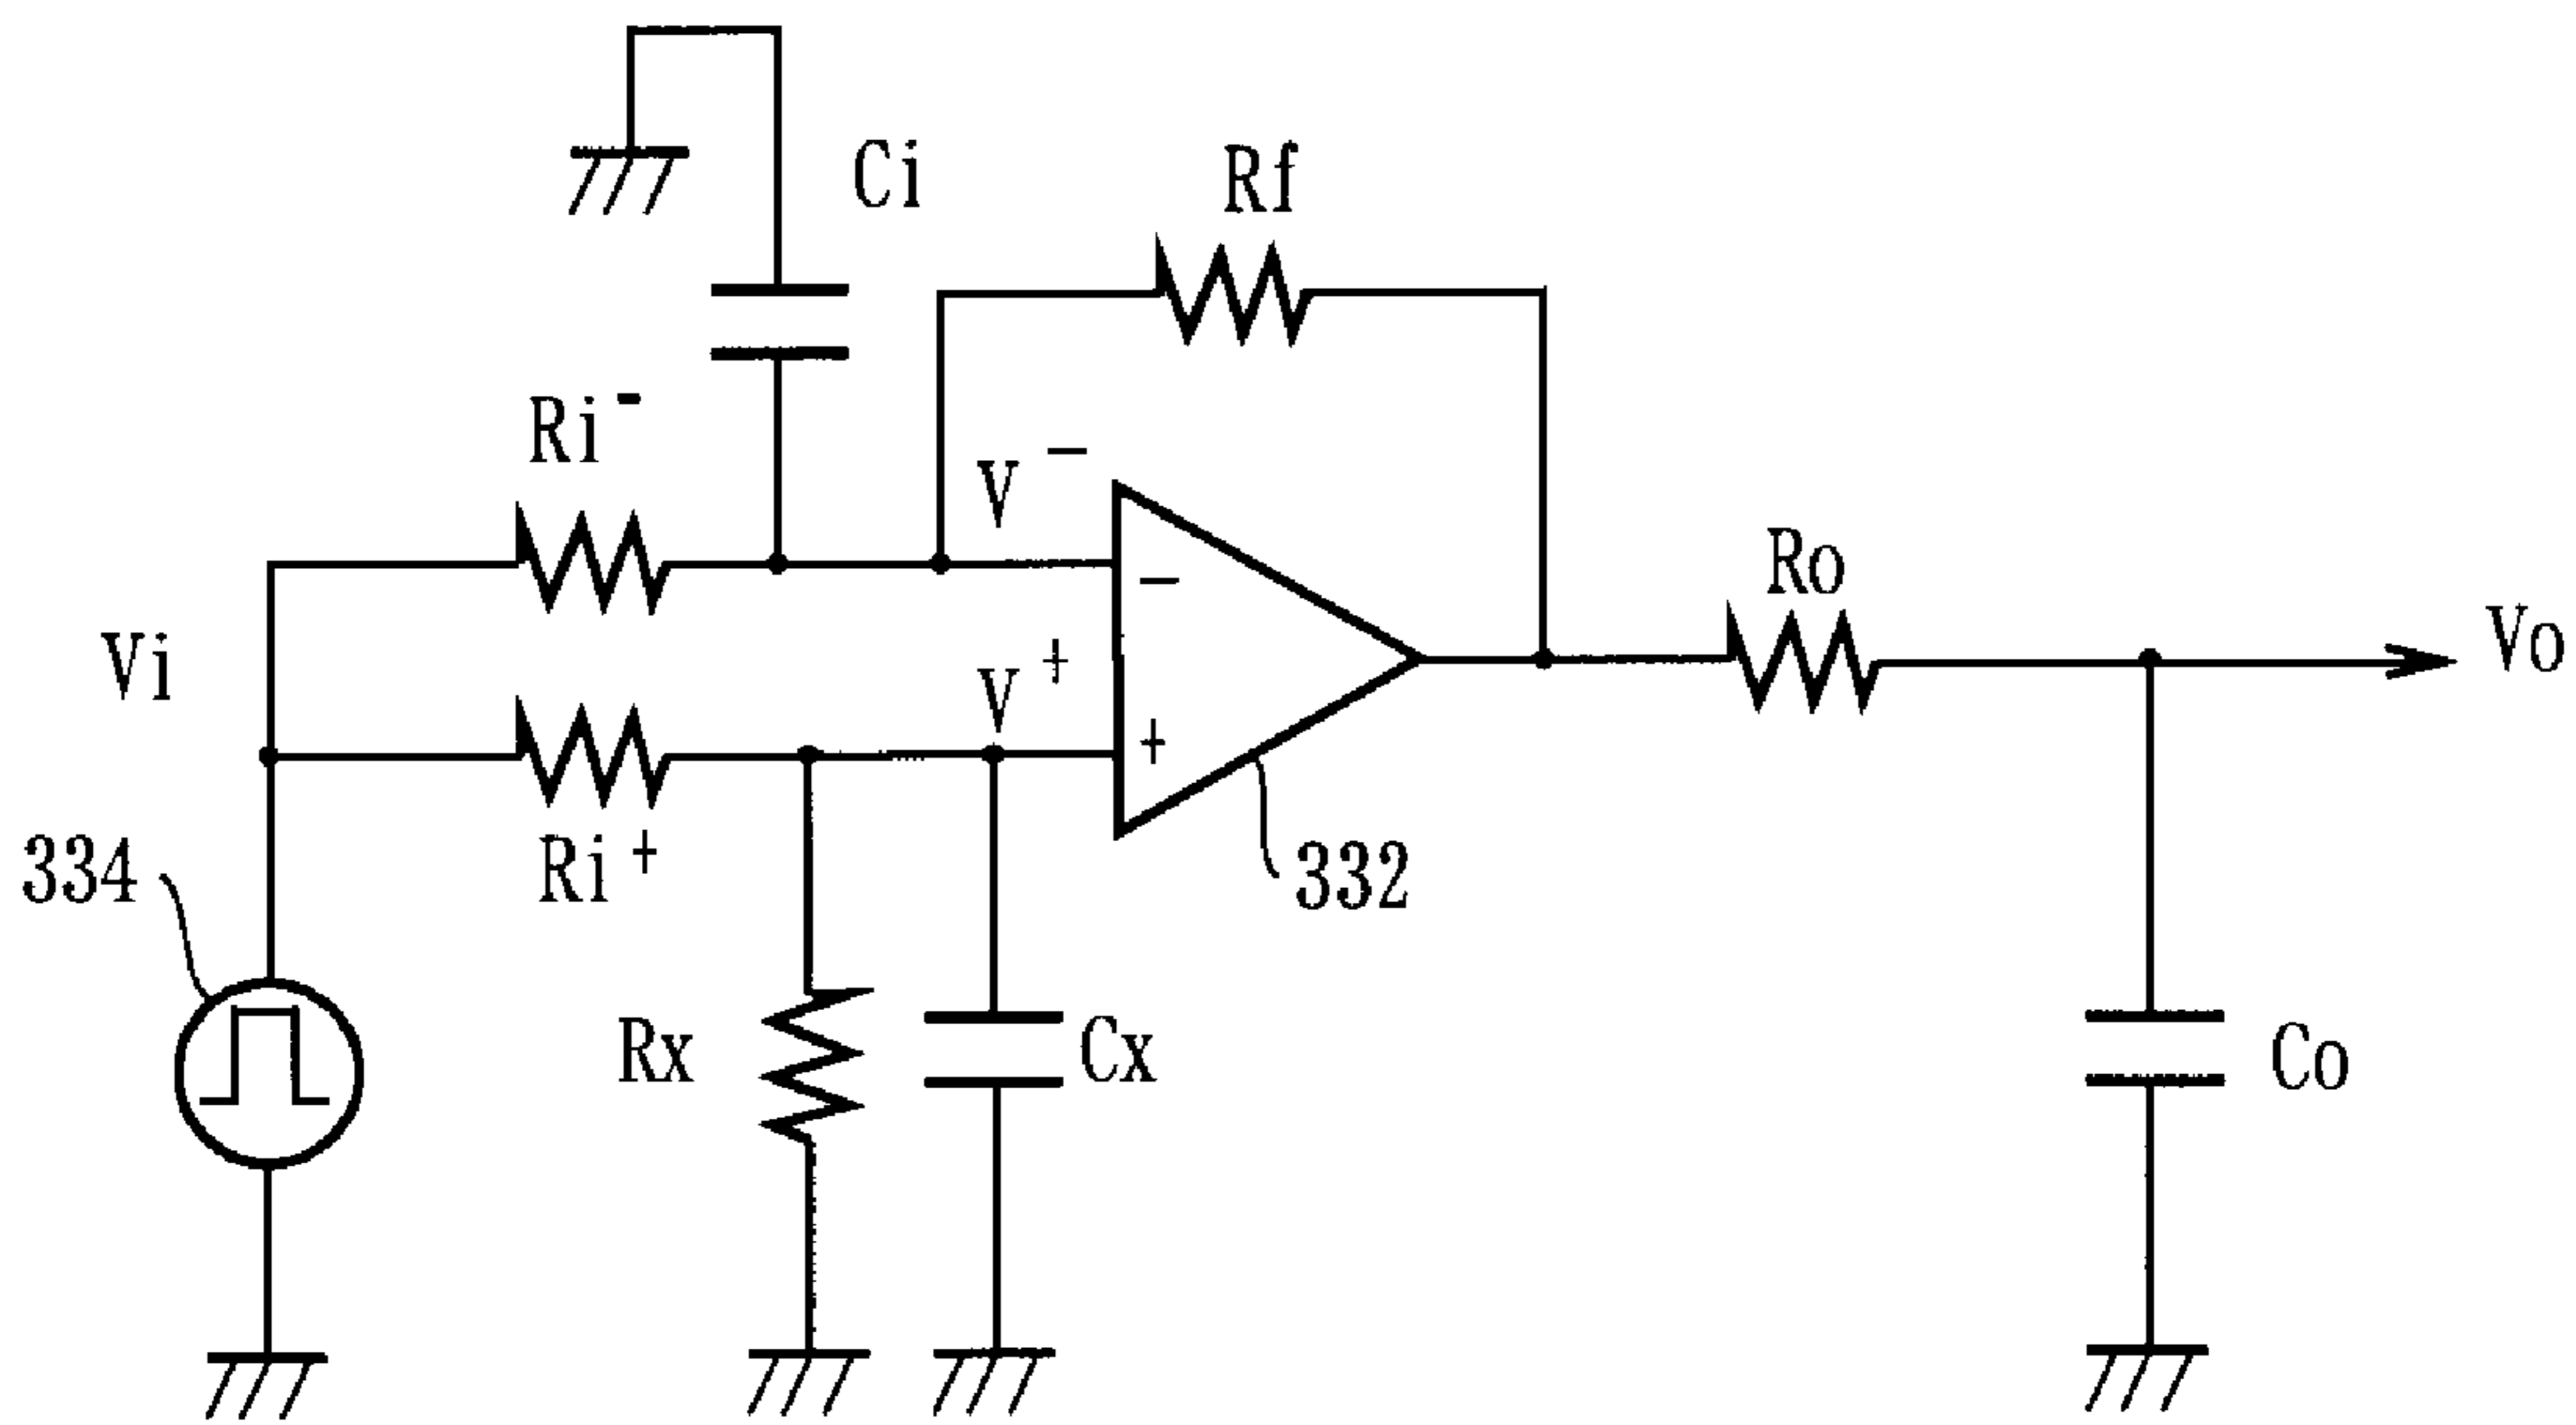 Ci
Rf
Ri⁻
V⁻
Ro
Vi
V⁺
Vo
−
+
334
Ri⁺
332
Rx
Cx
Co